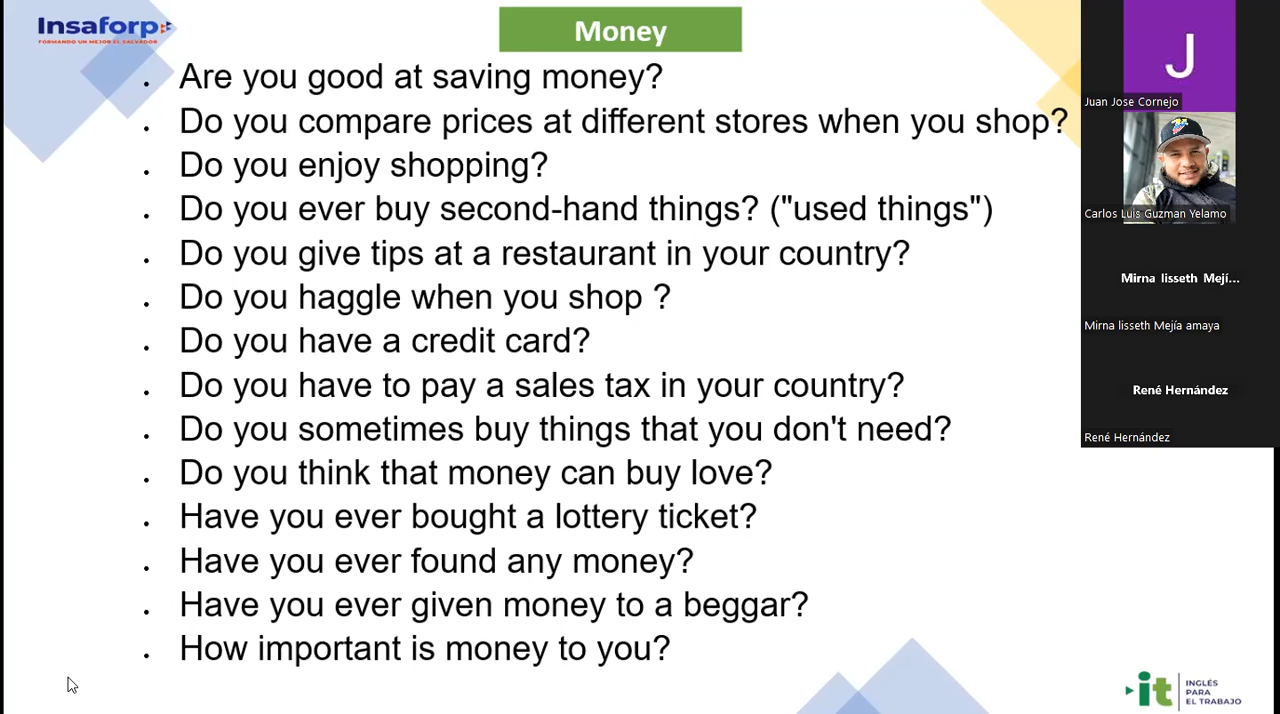 Insaforp
FORMANDO UN MEJOR EL SALVADOR
Money
• Are you good at saving money?
• Do you compare prices at different stores when you shop?
• Do you enjoy shopping?
• Do you ever buy second-hand things? ("used things")
• Do you give tips at a restaurant in your country?
• Do you haggle when you shop ?
• Do you have a credit card?
• Do you have to pay a sales tax in your country?
• Do you sometimes buy things that you don't need?
• Do you think that money can buy love?
• Have you ever bought a lottery ticket?
• Have you ever found any money?
• Have you ever given money to a beggar?
• How important is money to you?
J
Juan Jose Cornejo
Carlos Luis Guzman Yelamo
Mirna lisseth Mejí...
Mirna lisseth Mejía amaya
René Hernández
René Hernández
it
INGLÉS
PARA
EL TRABAJO